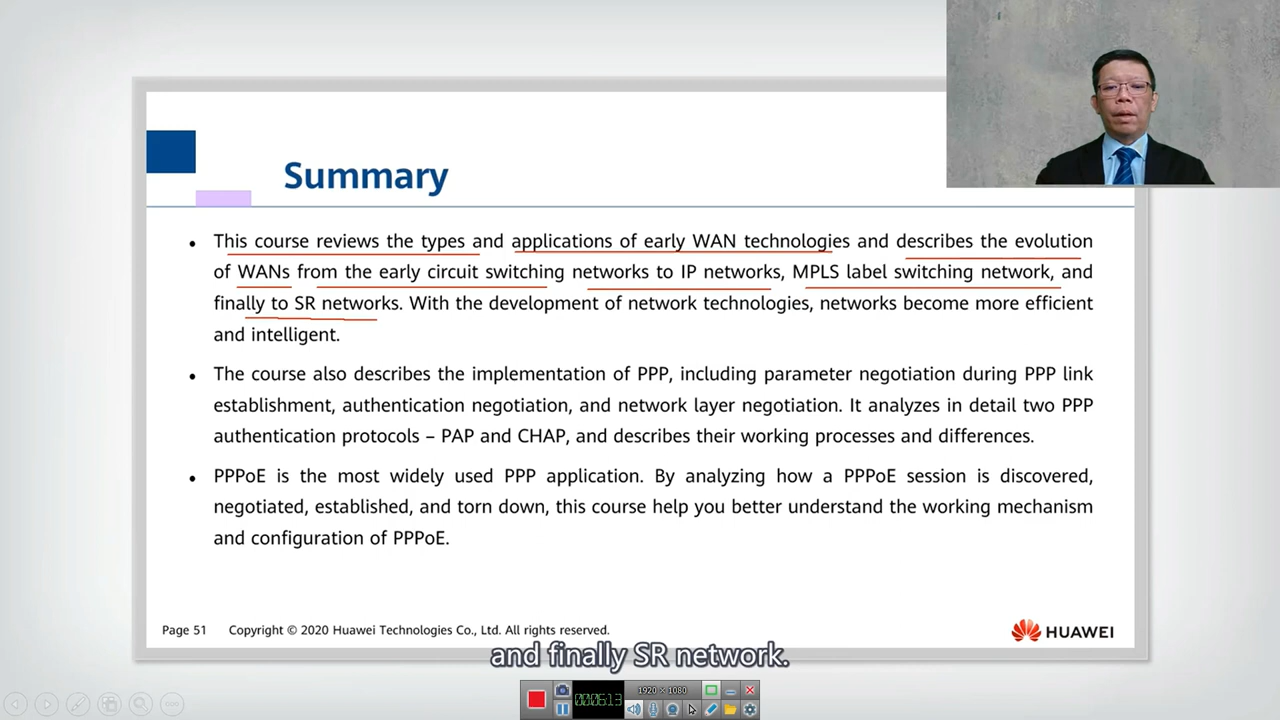 Summary
• This course reviews the types and applications of early WAN technologies and describes the evolution
of WANs from the early circuit switching networks to IP networks, MPLS label switching network, and
finally to SR networks. With the development of network technologies, networks become more efficient
and intelligent.
• The course also describes the implementation of PPP, including parameter negotiation during PPP link
establishment, authentication negotiation, and network layer negotiation. It analyzes in detail two PPP
authentication protocols – PAP and CHAP, and describes their working processes and differences.
• PPPoE is the most widely used PPP application. By analyzing how a PPPoE session is discovered,
negotiated, established, and torn down, this course help you better understand the working mechanism
and configuration of PPPoE.
Page 51 Copyright © 2020 Huawei Technologies Co., Ltd. All rights reserved.
HUAWEI
and finally SR network.
1920 × 1080